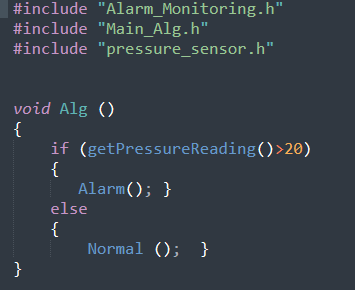 #include "Alarm_Monitoring.h"
#include "Main_Alg.h"
#include "pressure_sensor.h"
void Alg ()
{
if (getPressureReading()>20)
{
Alarm(); }
else
{
Normal (); }
}